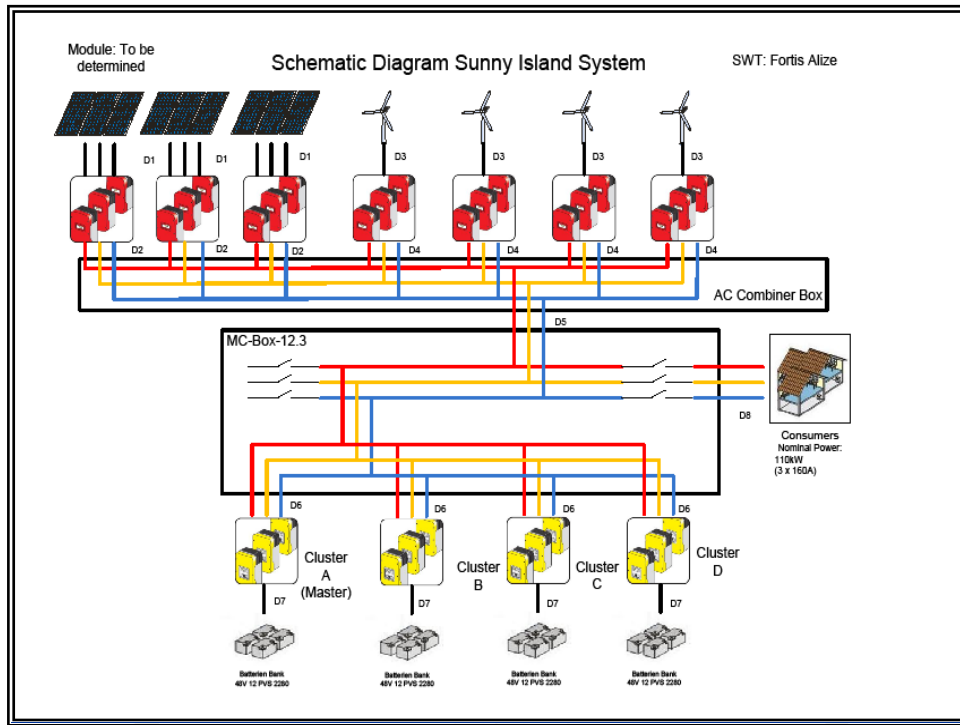 Module: To be
determined
Schematic Diagram Sunny Island System
SWT: Fortis Alize
D1
D1
D1
D3
D3
D3
D3
D2
D2
D2
D4
D4
D4
D4
AC Combiner Box
D5
MC-Box-12.3
D8
Consumers
Nominal Power:
110kW
(3 x 160A)
D6
D6
D6
D6
Cluster
A
(Master)
Cluster
B
Cluster
C
Cluster
D
D7
D7
D7
D7
Batterien Bank
48V 12 PVS 2280
Batterien Bank
48V 12 PVS 2280
Batterien Bank
48V 12 PVS 2280
Batterien Bank
48V 12 PVS 2280